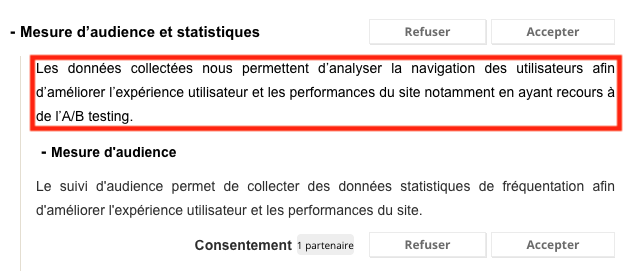 - Mesure d’audience et statistiques Refuser Accepter
Les données collectées nous permettent d’analyser la navigation des utilisateurs afin
d’améliorer l’expérience utilisateur et les performances du site notamment en ayant recours à
de l’A/B testing.
- Mesure d'audience
Le suivi d'audience permet de collecter des données statistiques de fréquentation afin
d'améliorer l'expérience utilisateur et les performances du site.
Consentement 1 partenaire Refuser Accepter